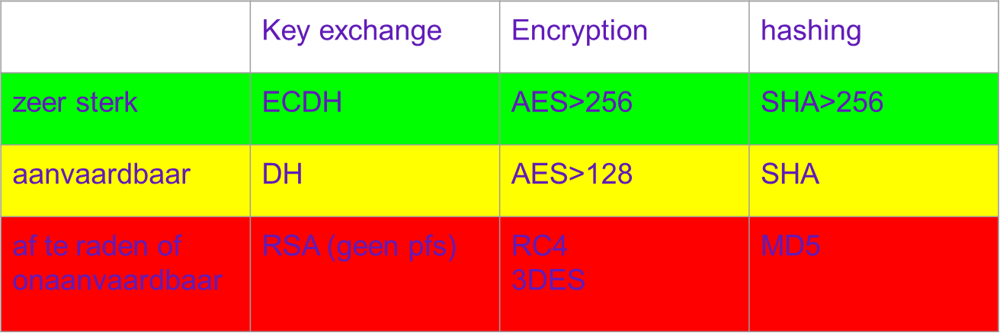 Key exchange Encryption hashing
zeer sterk ECDH AES>256 SHA>256
aanvaardbaar DH AES>128 SHA
af te raden of RSA (geen pfs) RC4 MD5
onaanvaardbaar 3DES